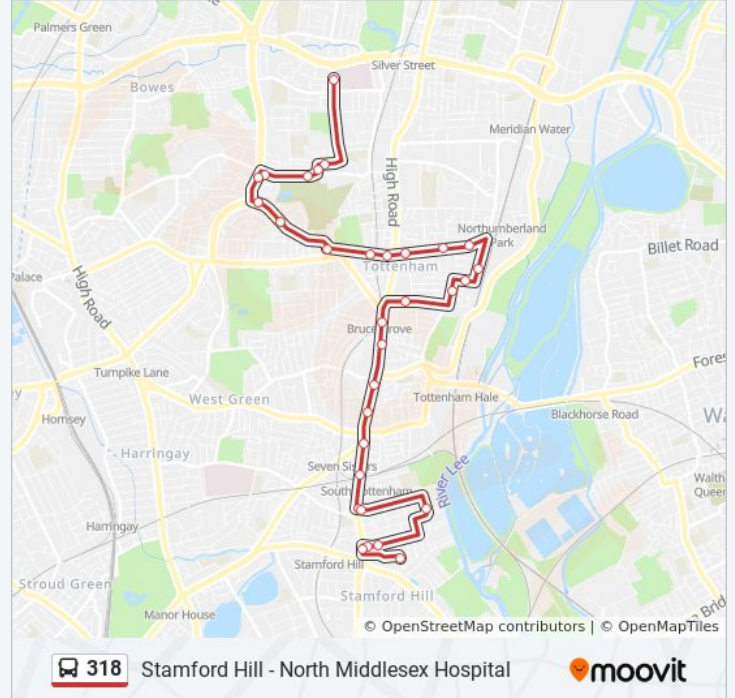 Palmers Green
Silver Street
Bowes
Meridian Water
High Road
Northumberland
Park
Billet Road
Palace
Tottenham
High Road
Bruce Grove
Turnpike Lane
Fores
West Green
Tottenham Hale
Blackhorse Road
Wa
Hornsey
Harringay
River Lee
Seven Sisters
Waltha
Queen
South Tottenham
Harringay
Stamford Hill
Stroud Green
Stamford Hill
Manor House
Brid
© OpenStreetMap contributors | © OpenMapTiles
318 Stamford Hill - North Middlesex Hospital moovit